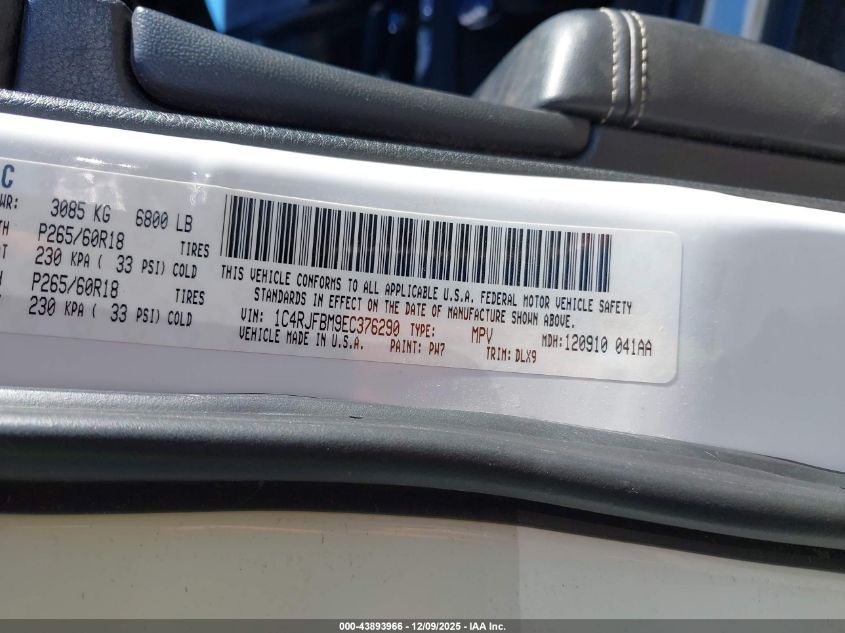 C
WR: 3085 KG 6800 LB
TH P265/60R18 TIRES
OT 230 KPA ( 33 PSI) COLD
H P265/60R18 TIRES
230 KPA ( 33 PSI) COLD
THIS VEHICLE CONFORMS TO ALL APPLICABLE U.S.A. FEDERAL MOTOR VEHICLE SAFETY
STANDARDS IN EFFECT ON THE DATE OF MANUFACTURE SHOWN ABOVE.
VIN: 1C4RJFBM9EC376290 TYPE: MPV MDH: 120910 041AA
VEHICLE MADE IN U.S.A. PAINT: PW7 TRIM: DLX9
000-43893966 - 12/09/2025 - IAA Inc.